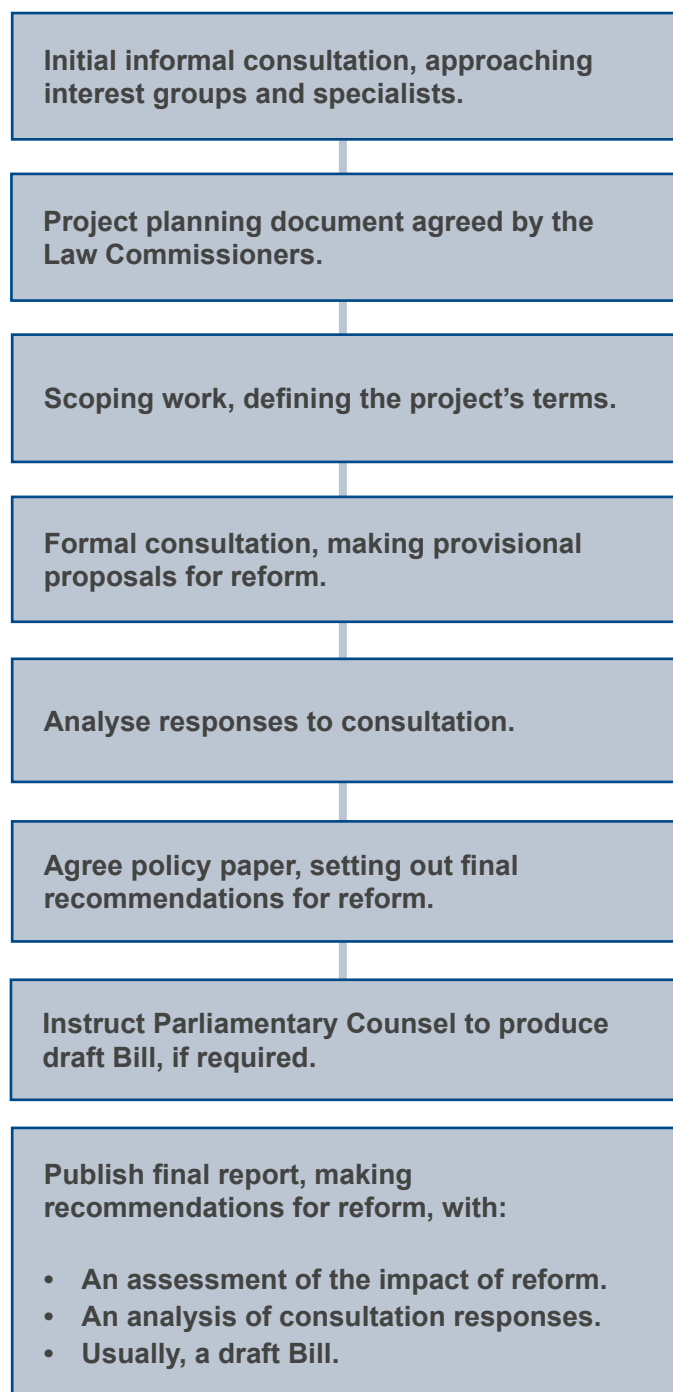 Initial informal consultation, approaching
interest groups and specialists.
Project planning document agreed by the
Law Commissioners.
Scoping work, defining the project’s terms.
Formal consultation, making provisional
proposals for reform.
Analyse responses to consultation.
Agree policy paper, setting out final
recommendations for reform.
Instruct Parliamentary Counsel to produce
draft Bill, if required.
Publish final report, making
recommendations for reform, with:
• An assessment of the impact of reform.
• An analysis of consultation responses.
• Usually, a draft Bill.